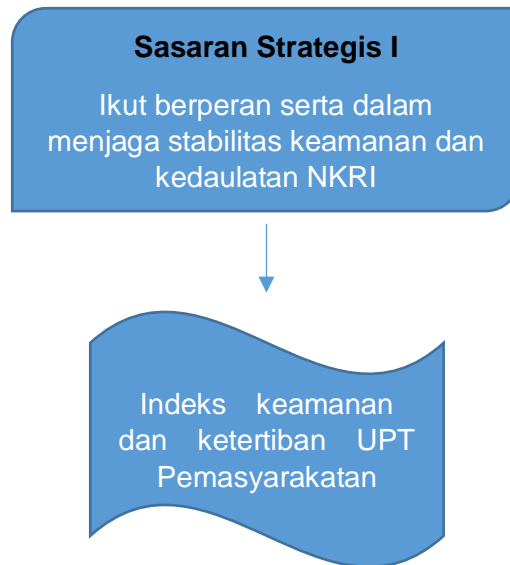 Sasaran Strategis I
Ikut berperan serta dalam
menjaga stabilitas keamanan dan
kedaulatan NKRI
Indeks keamanan
dan ketertiban UPT
Pemasyarakatan